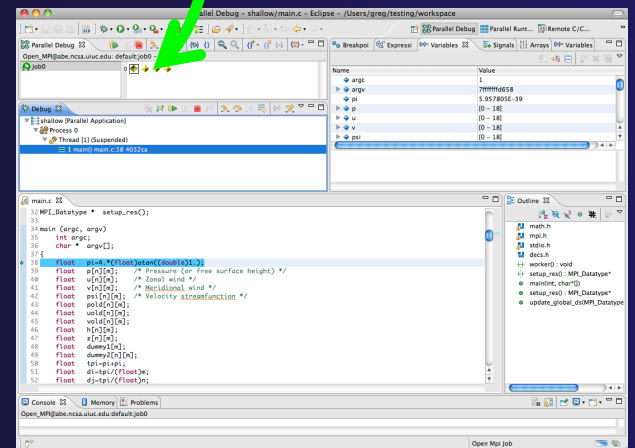 Parallel Debug - shallow/main.c - Eclipse - /Users/greg/testing/workspace
Parallel Debug
Parallel Runt...
Remote C/C...
Parallel Debug
Open_MPI@abe.ncsa.uiuc.edu:default:job0
job0
0
Breakpoi
Expressi
Variables
Signals
Arrays
Variables
Name Value
argc 1
argv 7fffffffd658
pi 5.957805E-39
p [0 - 18]
u [0 - 18]
v [0 - 18]
psi [0 - 18]
Debug
shallow [Parallel Application]
Process 0
Thread [1] (Suspended)
1 main() main.c:38 4032ca
main.c
32 MPI_Datatype * setup_res();
33
34 main (argc, argv)
35 int argc;
36 char * argv[];
37 {
38 float pi=4.*(float)atan((double)1.);
39 float p[n][m]; /* Pressure (or free surface height) */
40 float u[n][m]; /* Zonal wind */
41 float v[n][m]; /* Meridional wind */
42 float psi[n][m]; /* Velocity streamfunction */
43 float pold[n][m];
44 float uold[n][m];
45 float vold[n][m];
46 float h[n][m];
47 float z[n][m];
48 float dummy1[m];
49 float dummy2[n][m];
50 float tpi=pi+pi;
51 float di=tpi/(float)m;
52 float dj=tpi/(float)n;
Outline
math.h
mpi.h
stdio.h
decs.h
worker() : void
setup_res() : MPI_Datatype*
main(int, char*[])
setup_res() : MPI_Datatype*
update_global_ds(MPI_Datatype
Console
Memory
Problems
Open_MPI@abe.ncsa.uiuc.edu:default:job0
Open Mpi Job